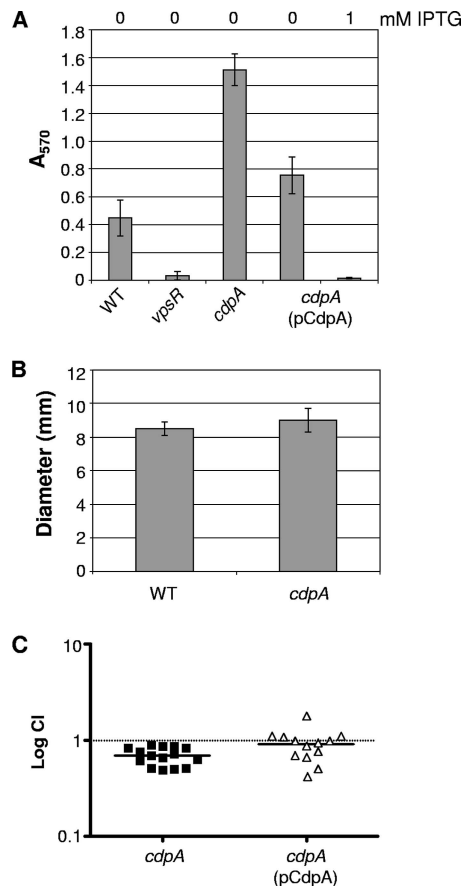 A
0 0 0 0 1 mM IPTG
A570
1.8
1.6
1.4
1.2
1.0
0.8
0.6
0.4
0.2
0
WT vpsR cdpA cdpA
(pCdpA)
B
Diameter (mm)
12
10
8
6
4
2
0
WT cdpA
C
Log CI
10
1
0.1
cdpA cdpA
(pCdpA)